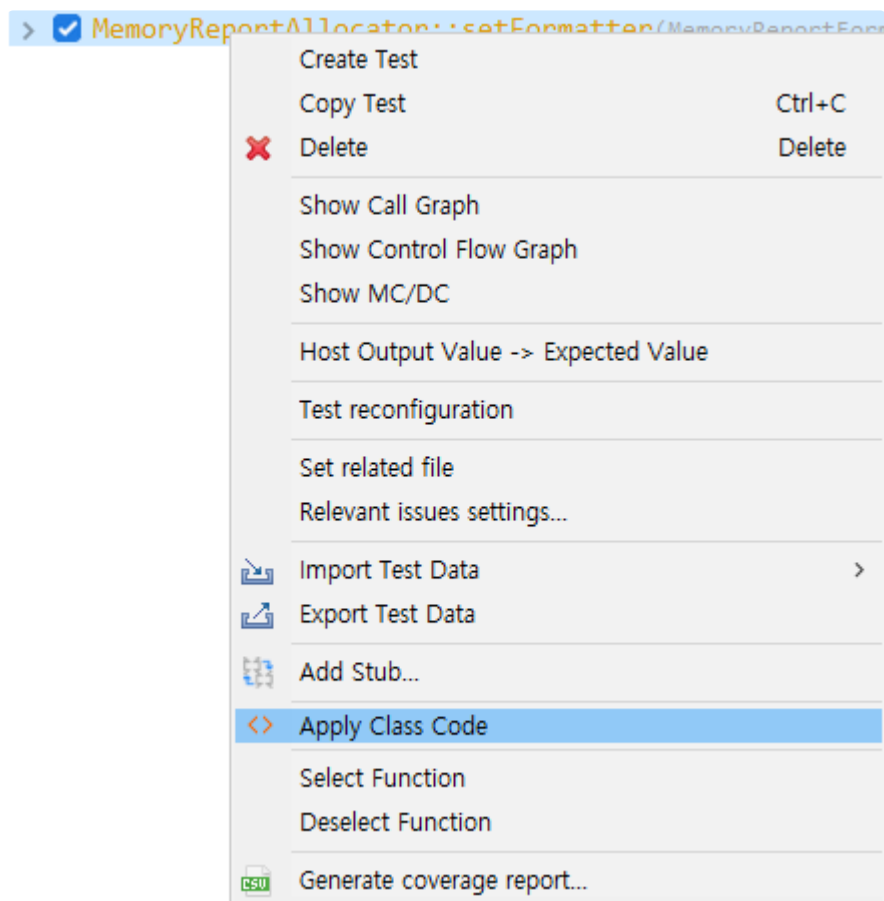 MemoryReportAllocator::setFormatter(MemoryReportForm
Create Test
Copy Test Ctrl+C
Delete Delete
Show Call Graph
Show Control Flow Graph
Show MC/DC
Host Output Value -> Expected Value
Test reconfiguration
Set related file
Relevant issues settings...
Import Test Data
Export Test Data
Add Stub...
Apply Class Code
Select Function
Deselect Function
CSV Generate coverage report...